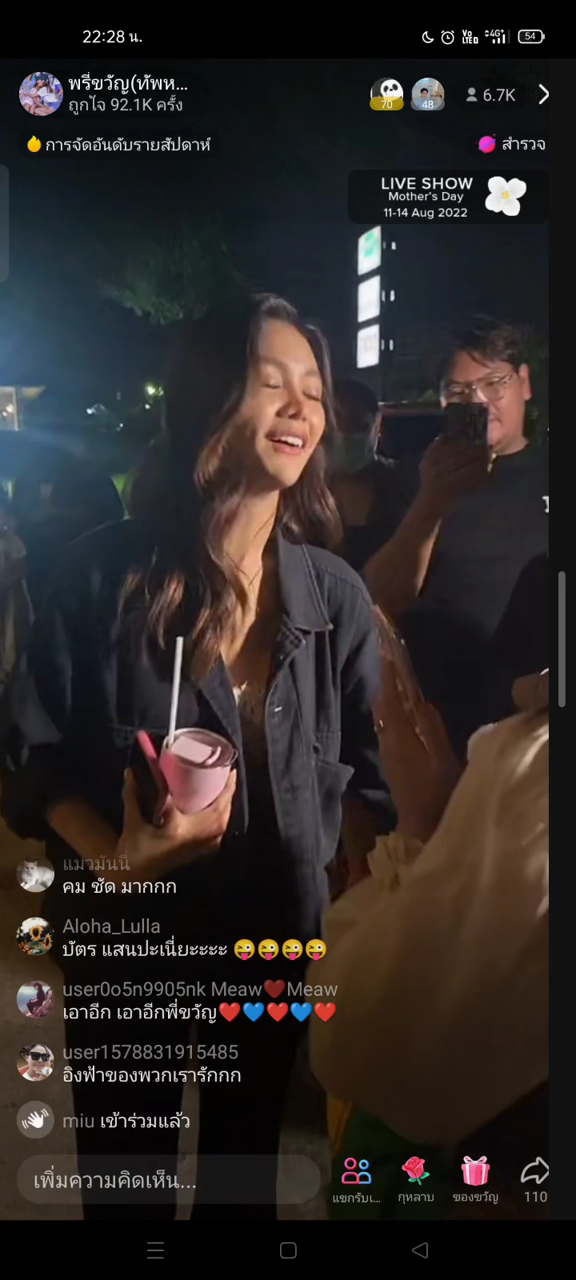 22:28 น.
VO
LTED
4G+
54
พรีขวัญ(ทัพห...
ถูกใจ 92.1K ครั้ง
70
48
6.7K
การจัดอันดับรายสัปดาห์
สำรวจ
LIVE SHOW
Mother's Day
11-14 Aug 2022
แมวมันนี่
คม ชัด มากกก
Aloha_Lulla
บัตร แสนปะเนี่ยะะะะ 😜😜😜😜
user0o5n9905nk Meaw❤️Meaw
เอาอีก เอาอีกพี่ขวัญ❤️💙❤️💙❤️
user1578831915485
อิงฟ้าของพวกเรารักกก
miu เข้าร่วมแล้ว
เพิ่มความคิดเห็น...
แขกรับเ...
กุหลาบ
ของขวัญ
110